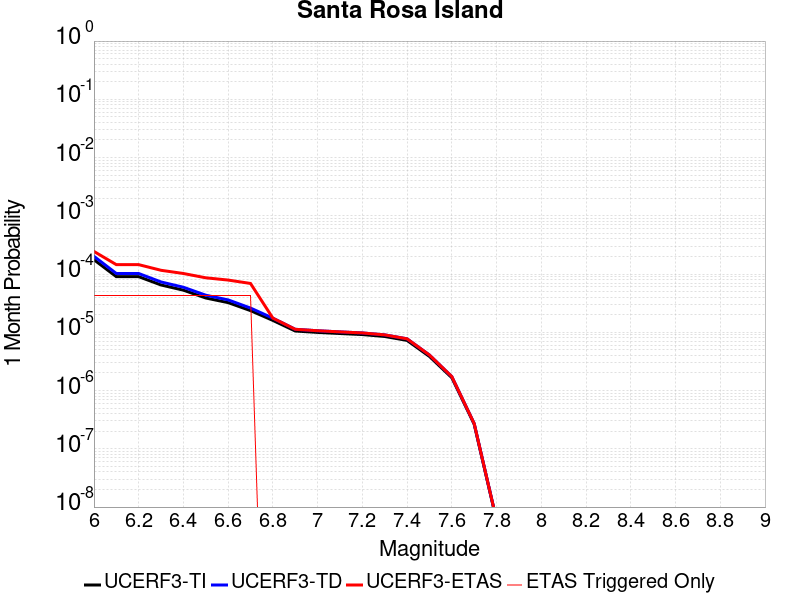 Santa Rosa Island
10^0
10^-1
10^-2
10^-3
10^-4
10^-5
10^-6
10^-7
10^-8
1 Month Probability
6 6.2 6.4 6.6 6.8 7 7.2 7.4 7.6 7.8 8 8.2 8.4 8.6 8.8 9
Magnitude
UCERF3-TI UCERF3-TD UCERF3-ETAS ETAS Triggered Only